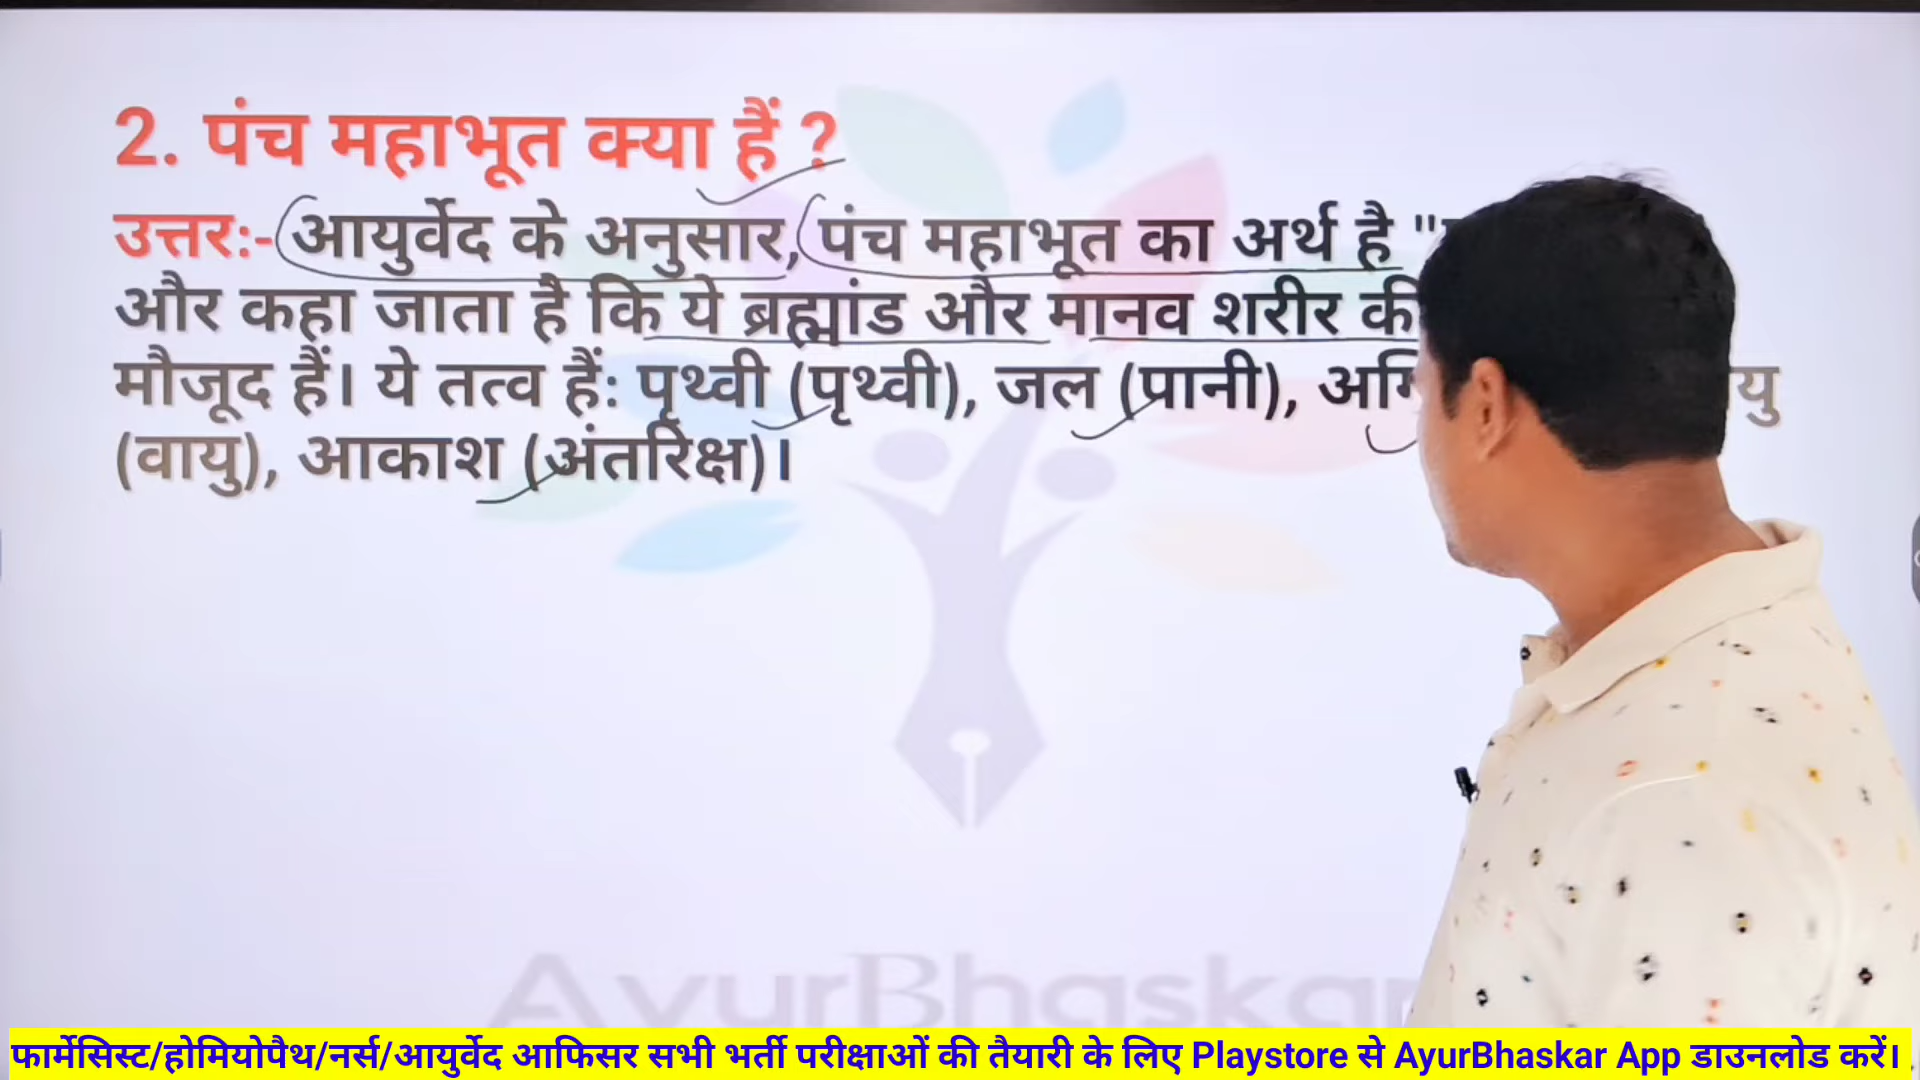 2. पंच महाभूत क्या हैं ?
उत्तर:- आयुर्वेद के अनुसार, पंच महाभूत का अर्थ है "
और कहा जाता है कि ये ब्रह्मांड और मानव शरीर की
मौजूद हैं। ये तत्व हैं: पृथ्वी (पृथ्वी), जल (पानी),
(वायु), आकाश (अंतरिक्ष)।
AyurBhaskar
फार्मेसिस्ट/होमियोपैथ/नर्स/आयुर्वेद आफिसर सभी भर्ती परीक्षाओं की तैयारी के लिए Playstore से AyurBhaskar App डाउनलोड करें।